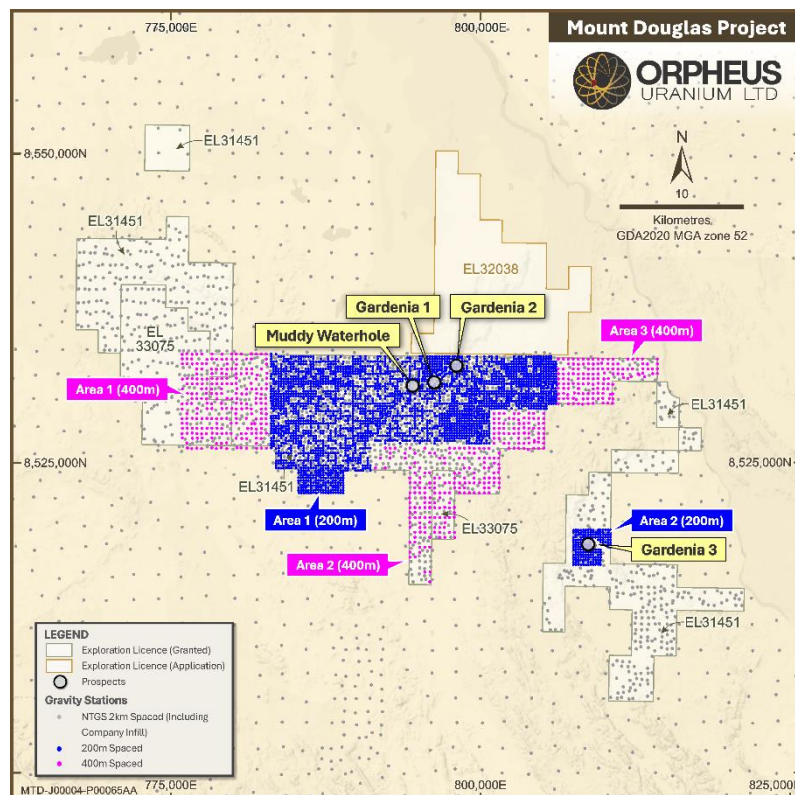 775,000E
800,000E
Mount Douglas Project
ORPHEUS
URANIUM LTD
EL31451
8,550,000N
N
10
Kilometres
GDA2020 MGA zone 52
EL31451
EL32038
Gardenia 1
Gardenia 2
Muddy Waterhole
Area 3 (400m)
EL
33075
Area 1 (400m)
EL31451
8,525,000N
8,525,000N
EL31451
Area 1 (200m)
Area 2 (200m)
EL33075
Gardenia 3
Area 2 (400m)
EL31451
LEGEND
Exploration Licence (Granted)
Exploration Licence (Application)
Prospects
Gravity Stations
NTGS 2km Spaced (Including
Company Infill)
200m Spaced
400m Spaced
MTD-J00004-P00065AA
775,000E
800,000E